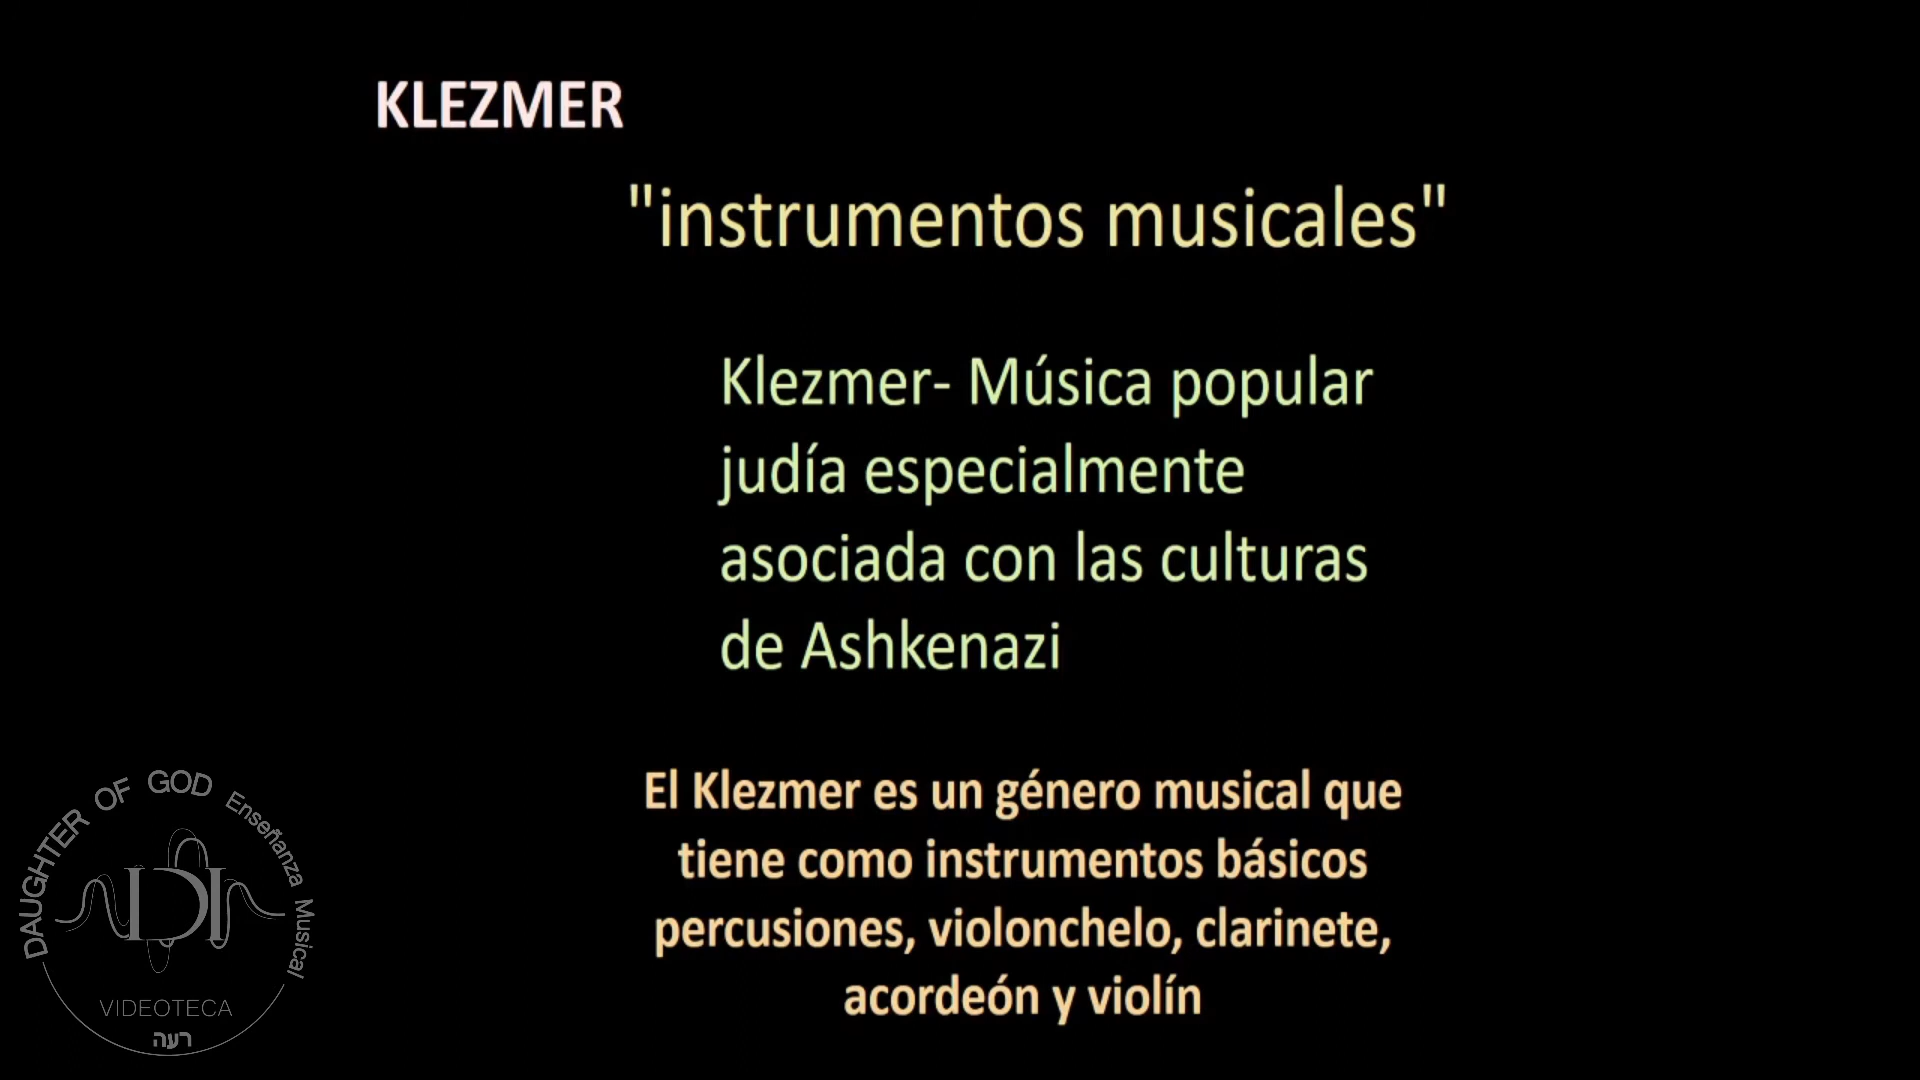 KLEZMER
"instrumentos musicales"
Klezmer- Música popular
judía especialmente
asociada con las culturas
de Ashkenazi
El Klezmer es un género musical que
tiene como instrumentos básicos
percusiones, violonchelo, clarinete,
acordeón y violín
DAUGHTER OF GOD Enseñanza Musical
VIDEOTECA
רעה